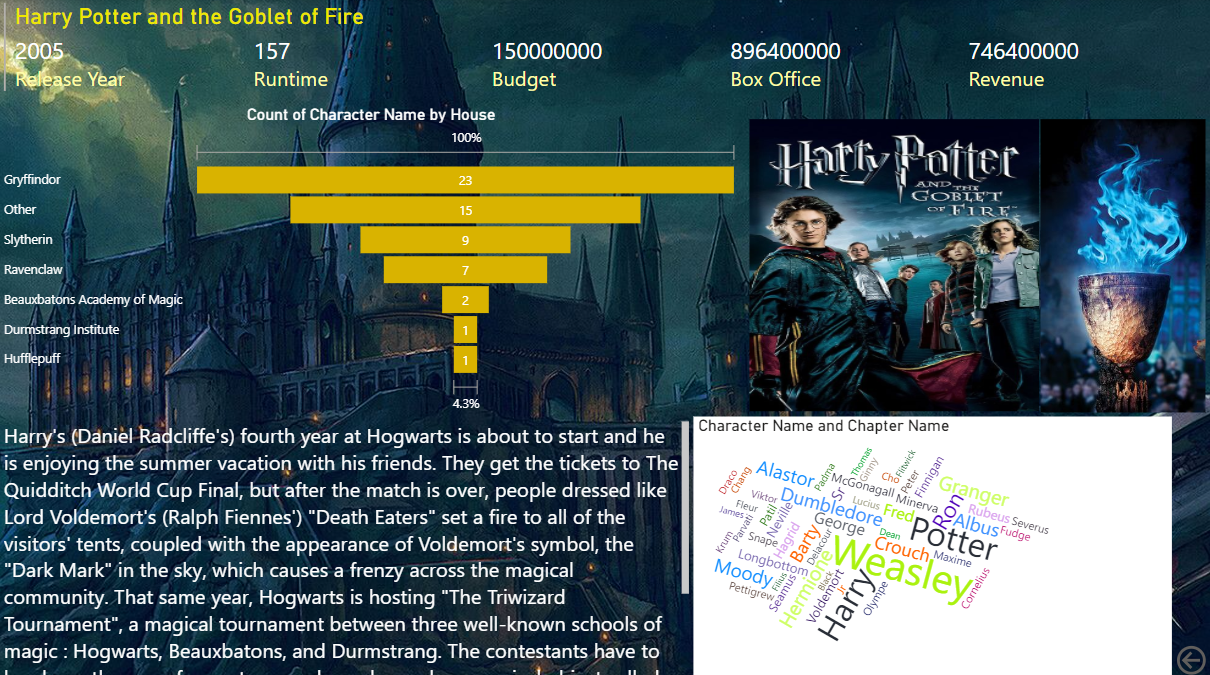 Harry Potter and the Goblet of Fire
2005 157 150000000 896400000 746400000
Release Year Runtime Budget Box Office Revenue
Count of Character Name by House
100%
Gryffindor 23
Other 15
Slytherin 9
Ravenclaw 7
Beauxbatons Academy of Magic 2
Durmstrang Institute 1
Hufflepuff 1
4.3%
Harry Potter
AND THE
GOBLET
OF FIRE
Harry's (Daniel Radcliffe's) fourth year at Hogwarts is about to start and he
is enjoying the summer vacation with his friends. They get the tickets to The
Quidditch World Cup Final, but after the match is over, people dressed like
Lord Voldemort's (Ralph Fiennes') "Death Eaters" set a fire to all of the
visitors' tents, coupled with the appearance of Voldemort's symbol, the
"Dark Mark" in the sky, which causes a frenzy across the magical
community. That same year, Hogwarts is hosting "The Triwizard
Tournament", a magical tournament between three well-known schools of
magic : Hogwarts, Beauxbatons, and Durmstrang. The contestants have to
Character Name and Chapter Name
Draco
Chang
Alastor
Padma
Thomas
Ginny
Cho
Flitwick
Peter
Finnigan
McGonagall
Minerva
Granger
Viktor
Fleur
James
Parvati
Patil
Neville
Dumbledore
Sr
Lucius
Fred
Ron
Rubeus
Albus
Severus
Fudge
Krum
Snape
Hagrid
George
Barty
Delacour
Dean
Potter
Crouch
Maxime
Longbottom
Moody
Pettigrew
Filius
Seamus
Hermione
Black
Voldemort
Jr
Harry
Olympe
Weasley
Cornelius